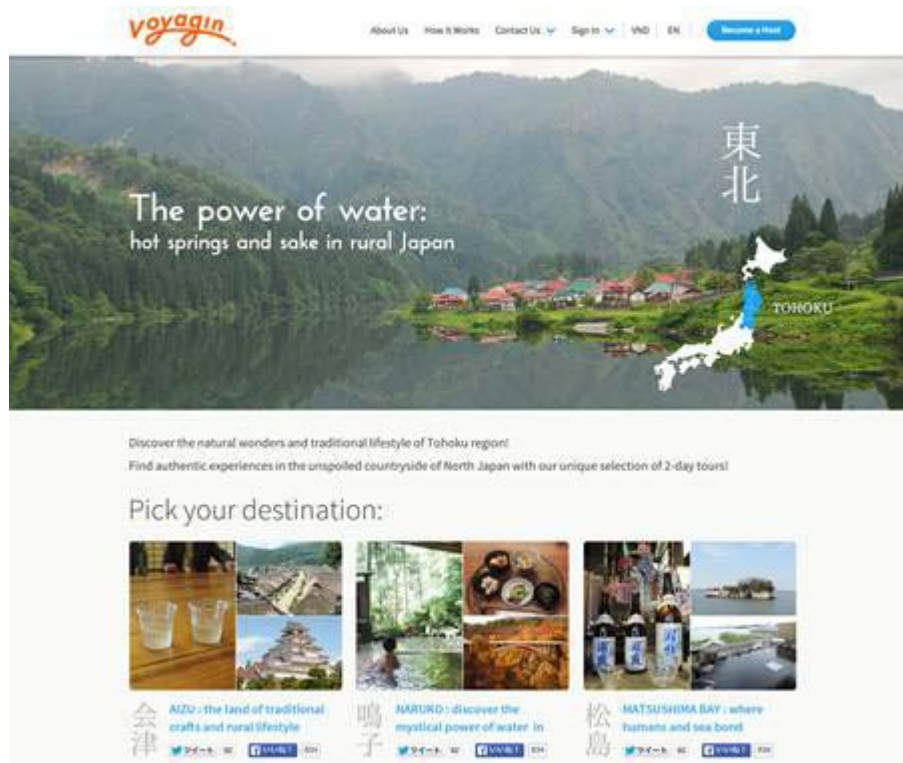 Voyagin
About Us How It Works Contact Us Sign In VND EN Become a Host
東北
The power of water:
hot springs and sake in rural Japan
TOHOKU
Discover the natural wonders and traditional lifestyle of Tohoku region!
Find authentic experiences in the unspoiled countryside of North Japan with our unique selection of 2-day tours!
Pick your destination:
会津
AIZU : the land of traditional
crafts and rural lifestyle
ツイート
いいね！
鳴子
NARUKO : discover the
mystical power of water in
ツイート
いいね！
松島
MATSUSHIMA BAY : where
humans and sea bond
ツイート
いいね！